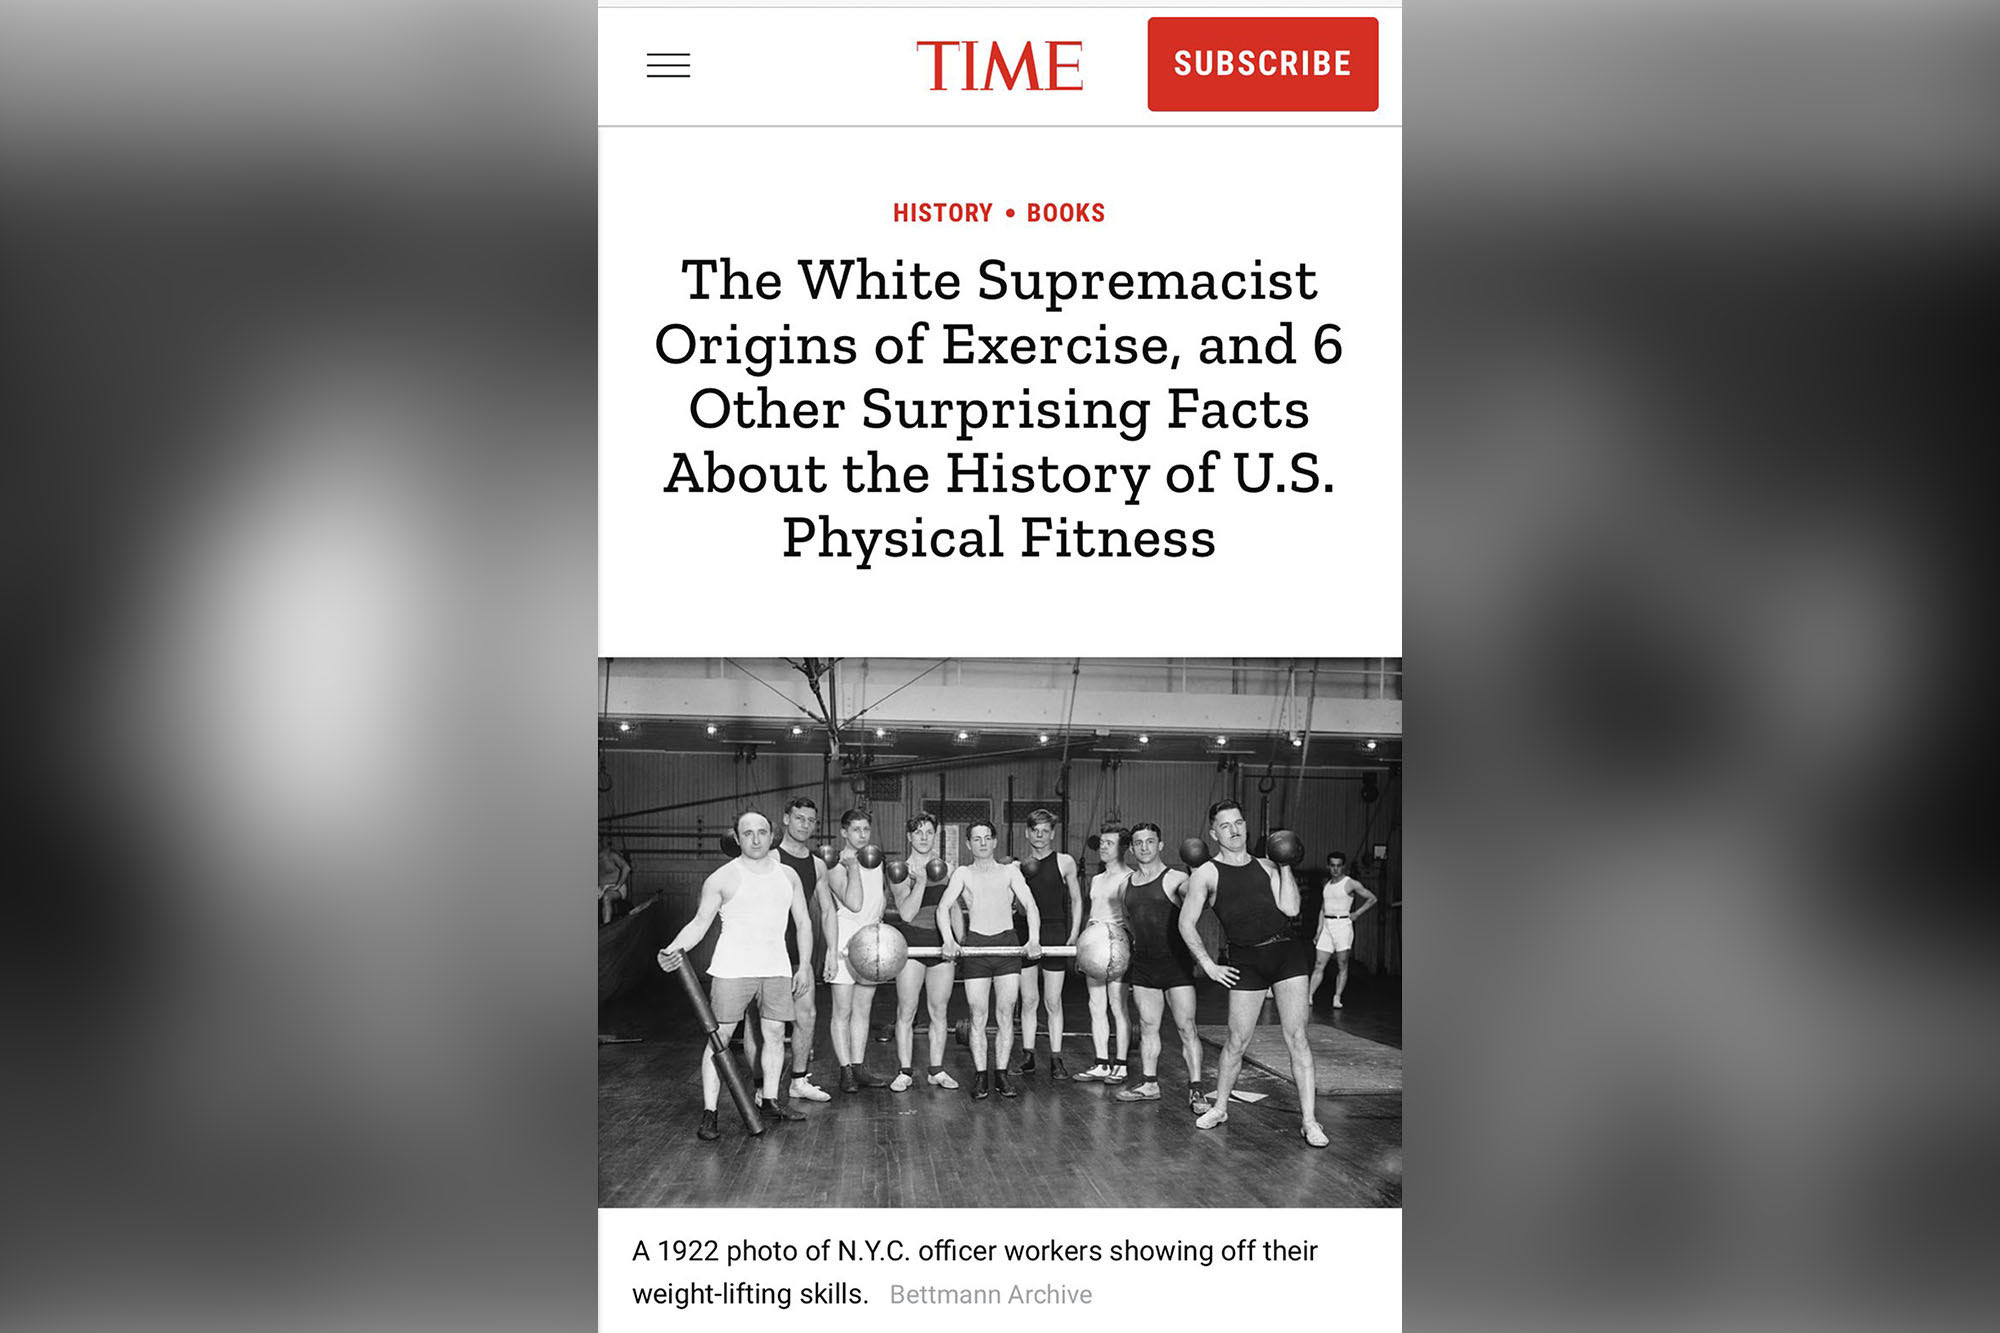 TIME
SUBSCRIBE
HISTORY • BOOKS
The White Supremacist
Origins of Exercise, and 6
Other Surprising Facts
About the History of U.S.
Physical Fitness
A 1922 photo of N.Y.C. officer workers showing off their
weight-lifting skills. Bettmann Archive